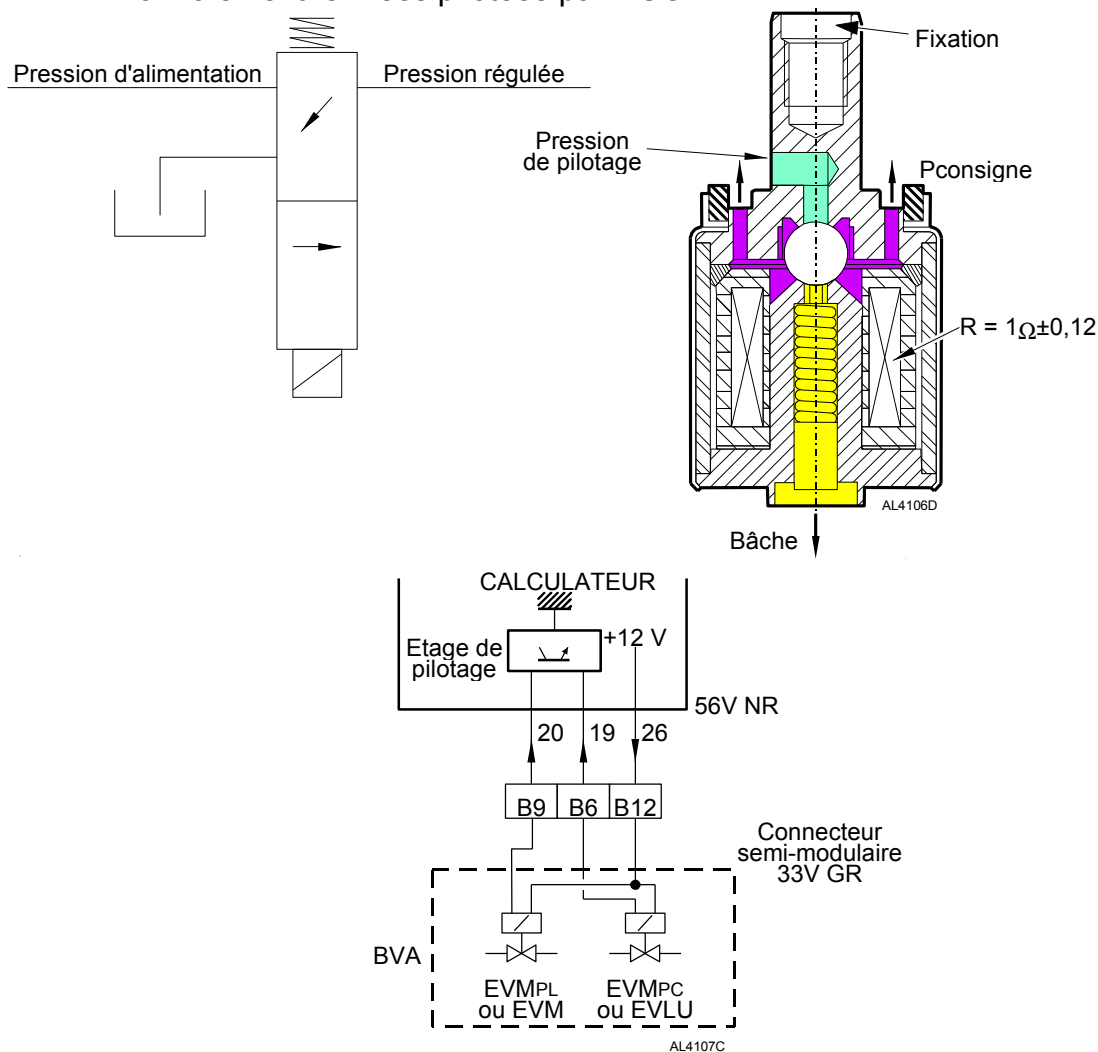 Pression d'alimentation
Pression régulée
Fixation
Pression
de pilotage
Pconsigne
R = 1Ω±0,12
AL4106D
Bâche
CALCULATEUR
Etage de
pilotage
+12 V
56V NR
20 19 26
B9 B6 B12
Connecteur
semi-modulaire
33V GR
BVA
EVMPL
ou EVM
EVMPC
ou EVLU
AL4107C